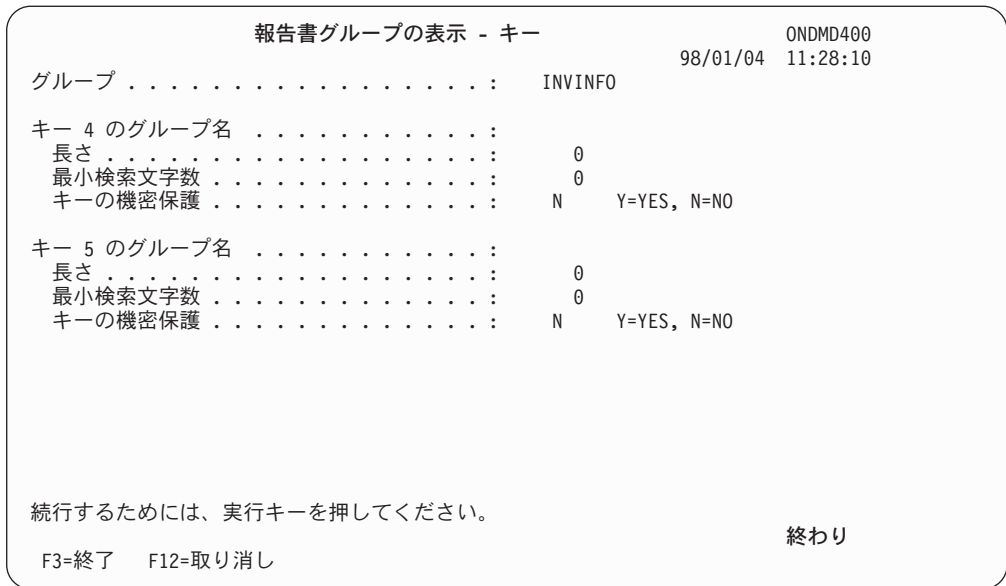 報告書グループの表示 - キー ONDMD400
98/01/04 11:28:10
グループ . . . . . . . . . . . . . . . . . : INVINFO
キー 4 のグループ名 . . . . . . . . . . . :
長さ . . . . . . . . . . . . . . . . . . : 0
最小検索文字数 . . . . . . . . . . . . . : 0
キーの機密保護 . . . . . . . . . . . . . : N Y=YES, N=NO
キー 5 のグループ名 . . . . . . . . . . . :
長さ . . . . . . . . . . . . . . . . . . : 0
最小検索文字数 . . . . . . . . . . . . . : 0
キーの機密保護 . . . . . . . . . . . . . : N Y=YES, N=NO
続行するためには、実行キーを押してください。
終わり
F3=終了 F12=取り消し